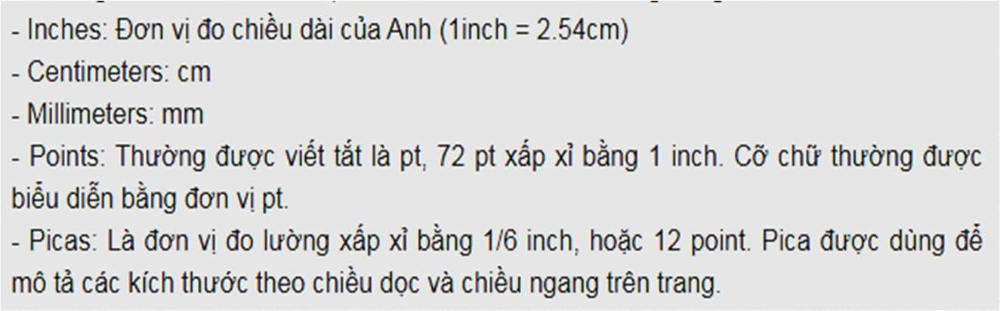 - Inches: Đơn vị đo chiều dài của Anh (1inch = 2.54cm)
- Centimeters: cm
- Millimeters: mm
- Points: Thường được viết tắt là pt, 72 pt xấp xỉ bằng 1 inch. Cỡ chữ thường được
biểu diễn bằng đơn vị pt.
- Picas: Là đơn vị đo lường xấp xỉ bằng 1/6 inch, hoặc 12 point. Pica được dùng để
mô tả các kích thước theo chiều dọc và chiều ngang trên trang.